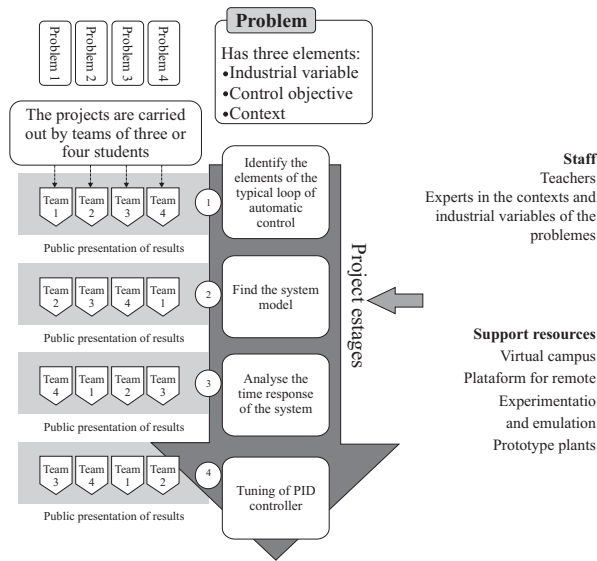 Problem 1
Problem 2
Problem 3
Problem 4
Problem
Has three elements:
•Industrial variable
•Control objective
•Context
The projects are carried
out by teams of three or
four students
Team
1
Team
2
Team
3
Team
4
1
Identify the
elements of the
typical loop of
automatic
control
Public presentation of results
Team
2
Team
3
Team
4
Team
1
2
Find the system
model
Public presentation of results
Team
4
Team
1
Team
2
Team
3
3
Analyse the
time response
of the system
Public presentation of results
Team
3
Team
4
Team
1
Team
2
4
Tuning of PID
controller
Public presentation of results
Project estages
Staff
Teachers
Experts in the contexts and
industrial variables of the
problemes
Support resources
Virtual campus
Plataform for remote
Experimentatio
and emulation
Prototype plants